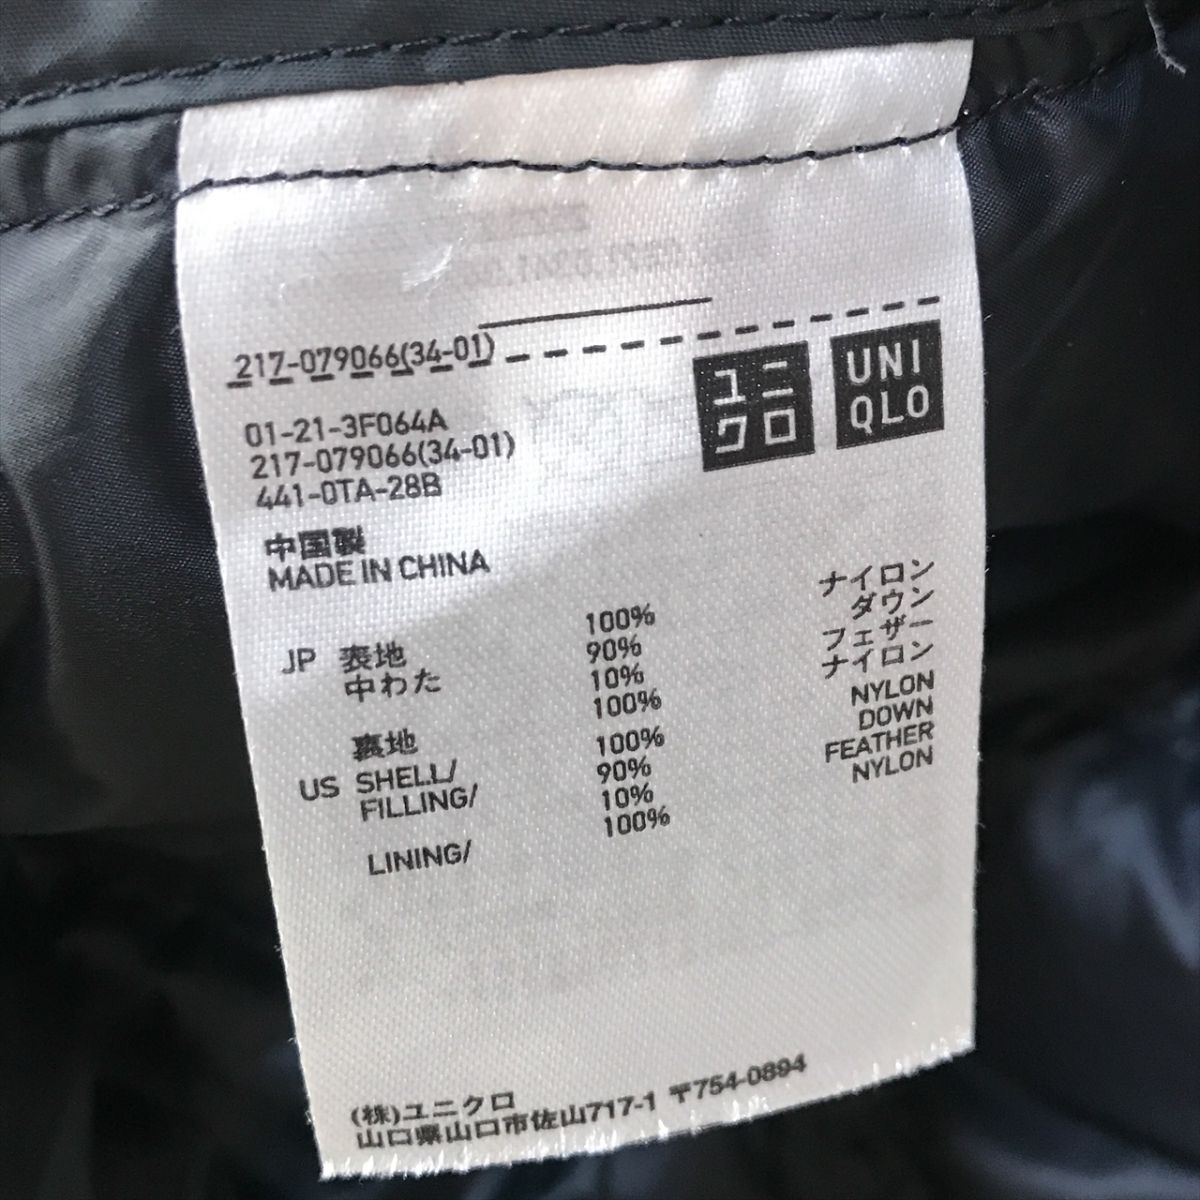 217-079066(34-01)
ユニ
クロ
UNI
QLO
01-21-3F064A
217-079066(34-01)
441-0TA-28B
中国製
MADE IN CHINA
JP 表地 100% ナイロン
中わた 90% ダウン
10% フェザー
裏地 100% ナイロン
US SHELL/ 100% NYLON
FILLING/ 90% DOWN
10% FEATHER
LINING/ 100% NYLON
(株)ユニクロ
山口県山口市佐山717-1 〒754-0894